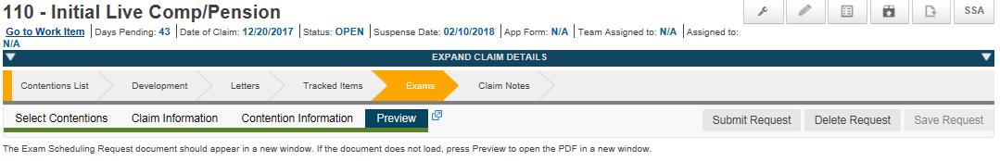 110 - Initial Live Comp/Pension
SSA
Go to Work Item | Days Pending: 43 | Date of Claim: 12/20/2017 | Status: OPEN | Suspense Date: 02/10/2018 | App Form: N/A | Team Assigned to: N/A | Assigned to:
N/A
EXPAND CLAIM DETAILS
Contentions List Development Letters Tracked Items Exams Claim Notes
Select Contentions Claim Information Contention Information Preview Submit Request Delete Request Save Request
The Exam Scheduling Request document should appear in a new window. If the document does not load, press Preview to open the PDF in a new window.